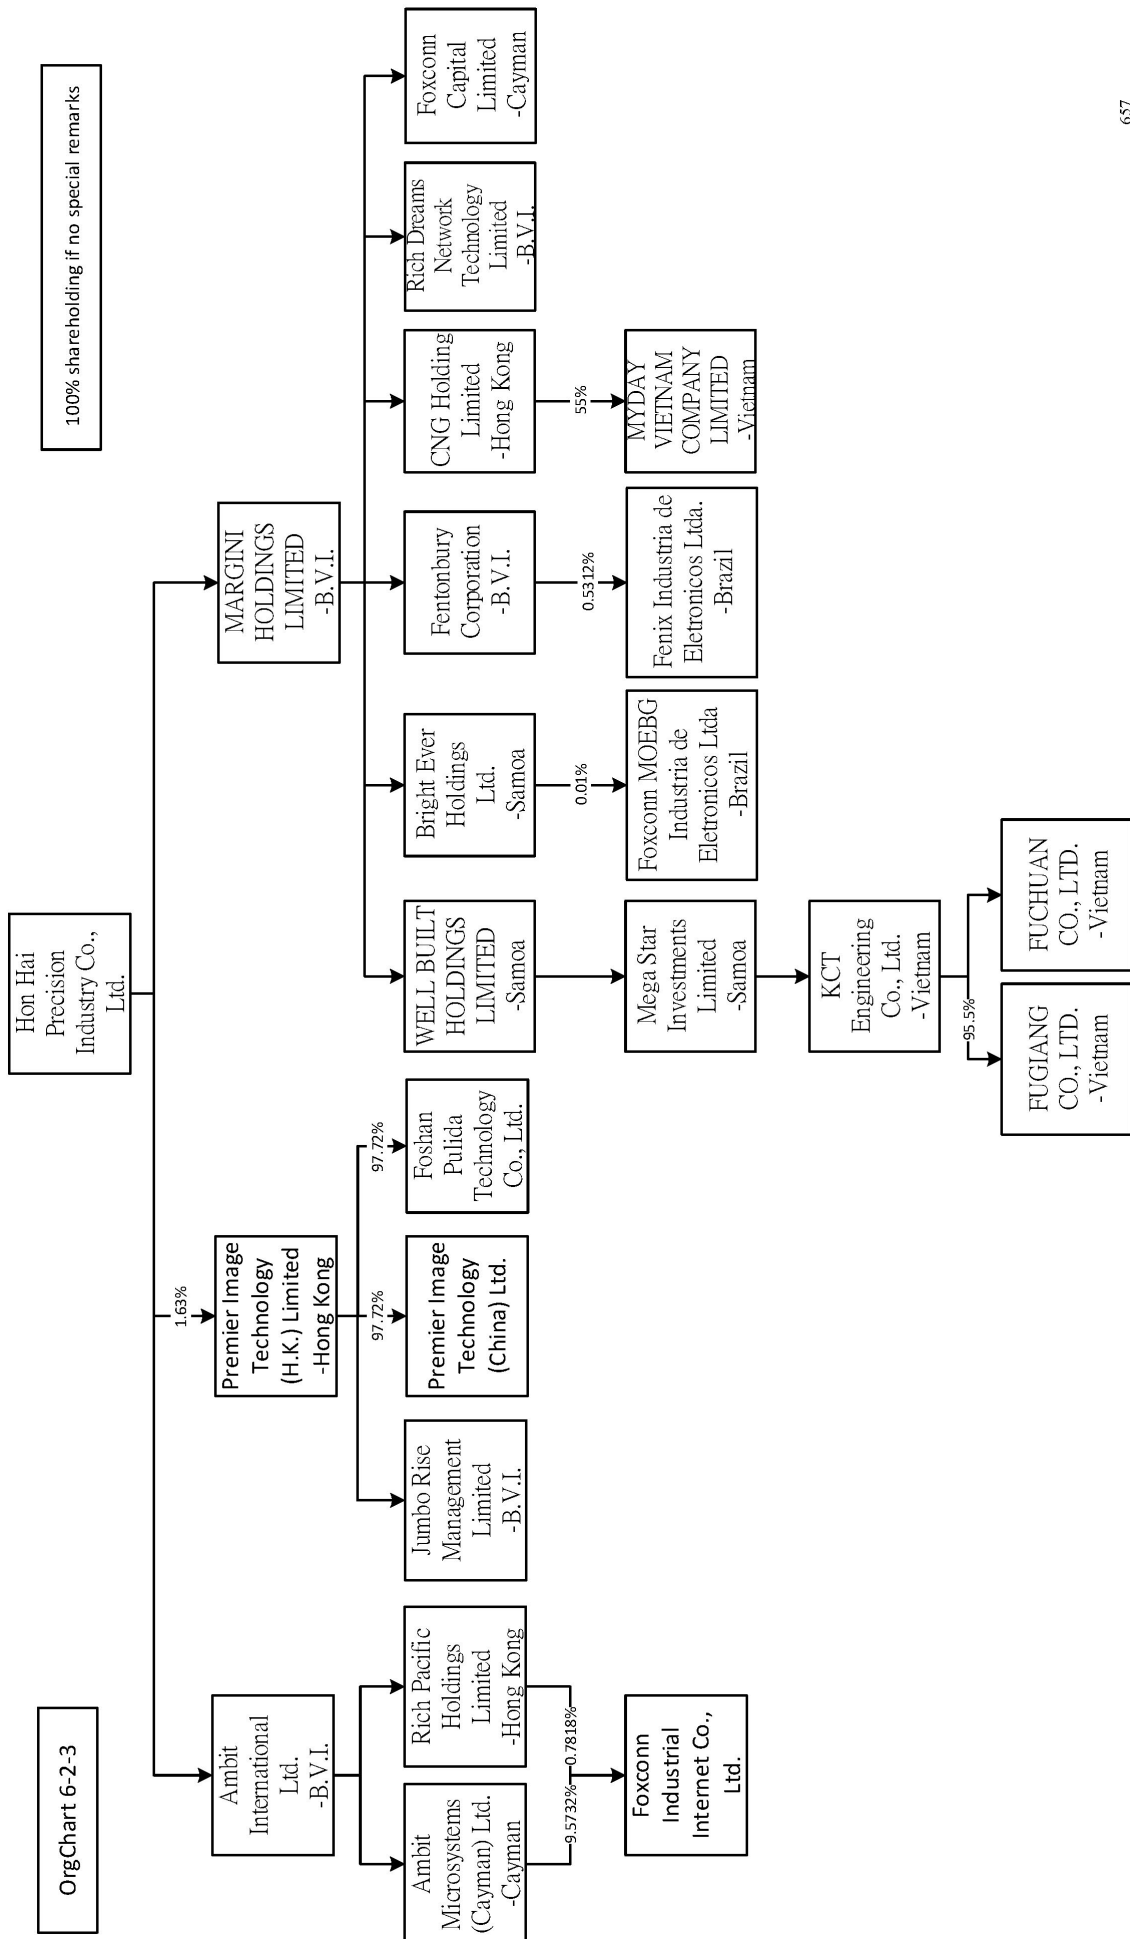 OrgChart 6-2-3
100% shareholding if no special remarks
Hon Hai
Precision
Industry Co.,
Ltd.
1.63%
Ambit
International
Ltd.
-B.V.I.
Premier Image
Technology
(H.K.) Limited
-Hong Kong
MARGINI
HOLDINGS
LIMITED
-B.V.I.
97.72%
97.72%
Ambit
Microsystems
(Cayman) Ltd.
-Cayman
Rich Pacific
Holdings
Limited
-Hong Kong
Jumbo Rise
Management
Limited
-B.V.I.
Premier Image
Technology
(China) Ltd.
Foshan
Pulida
Technology
Co., Ltd.
WELL BUILT
HOLDINGS
LIMITED
-Samoa
Bright Ever
Holdings
Ltd.
-Samoa
Fentonbury
Corporation
-B.V.I.
CNG Holding
Limited
-Hong Kong
Rich Dreams
Network
Technology
Limited
-B.V.I.
Foxconn
Capital
Limited
-Cayman
9.5732%
0.7818%
0.01%
0.5312%
55%
Foxconn
Industrial
Internet Co.,
Ltd.
Mega Star
Investments
Limited
-Samoa
Foxconn MOEBG
Industria de
Eletronicos Ltda
-Brazil
Fenix Industria de
Eletronicos Ltda.
-Brazil
MYDAY
VIETNAM
COMPANY
LIMITED
-Vietnam
KCT
Engineering
Co., Ltd.
-Vietnam
95.5%
FUGIANG
CO., LTD.
-Vietnam
FUCHUAN
CO., LTD.
-Vietnam
657